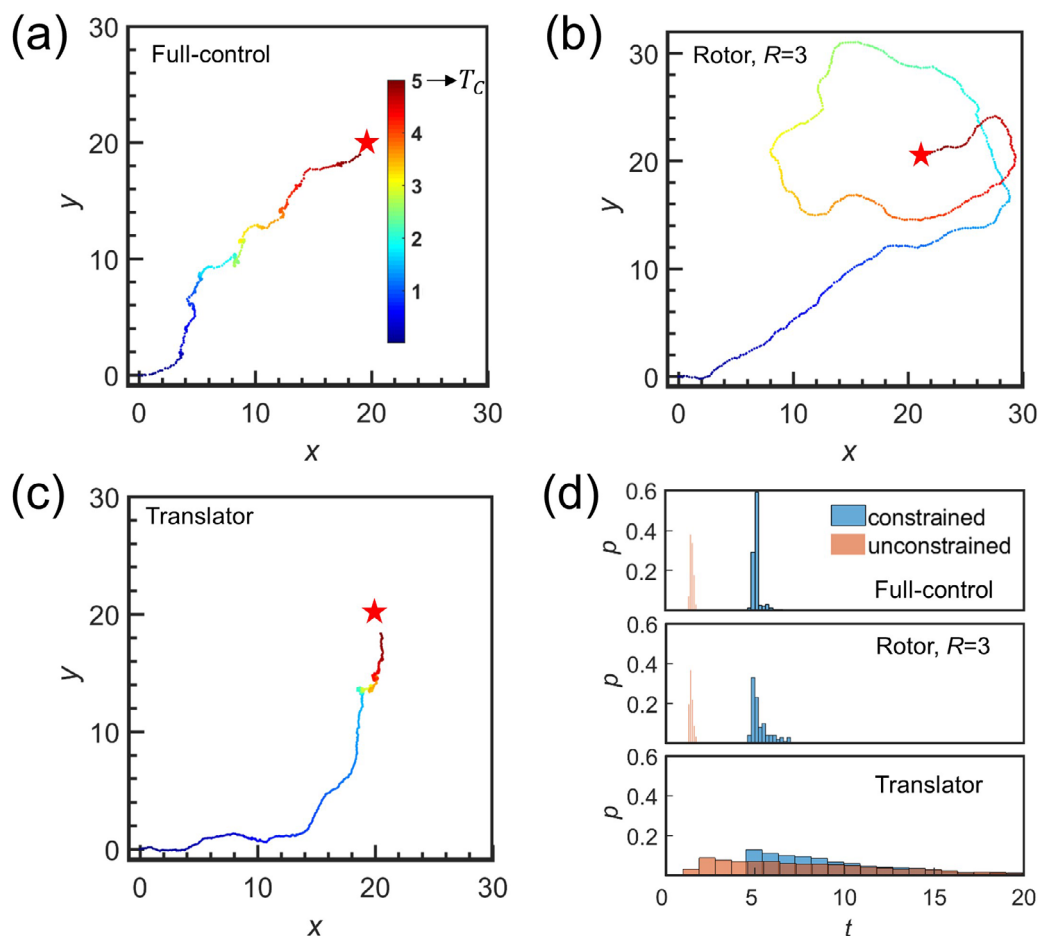 (a)
Full-control
30
20
10
0
y
0
10
20
30
x
5 → T_C
4
3
2
1
(b)
Rotor, R=3
30
20
10
0
y
0
10
20
30
x
(c)
Translator
30
20
10
0
y
0
10
20
30
x
(d)
0.6
0.4
0.2
p
constrained
unconstrained
Full-control
0.6
0.4
0.2
p
Rotor, R=3
0.6
0.4
0.2
p
Translator
0
5
10
15
20
t